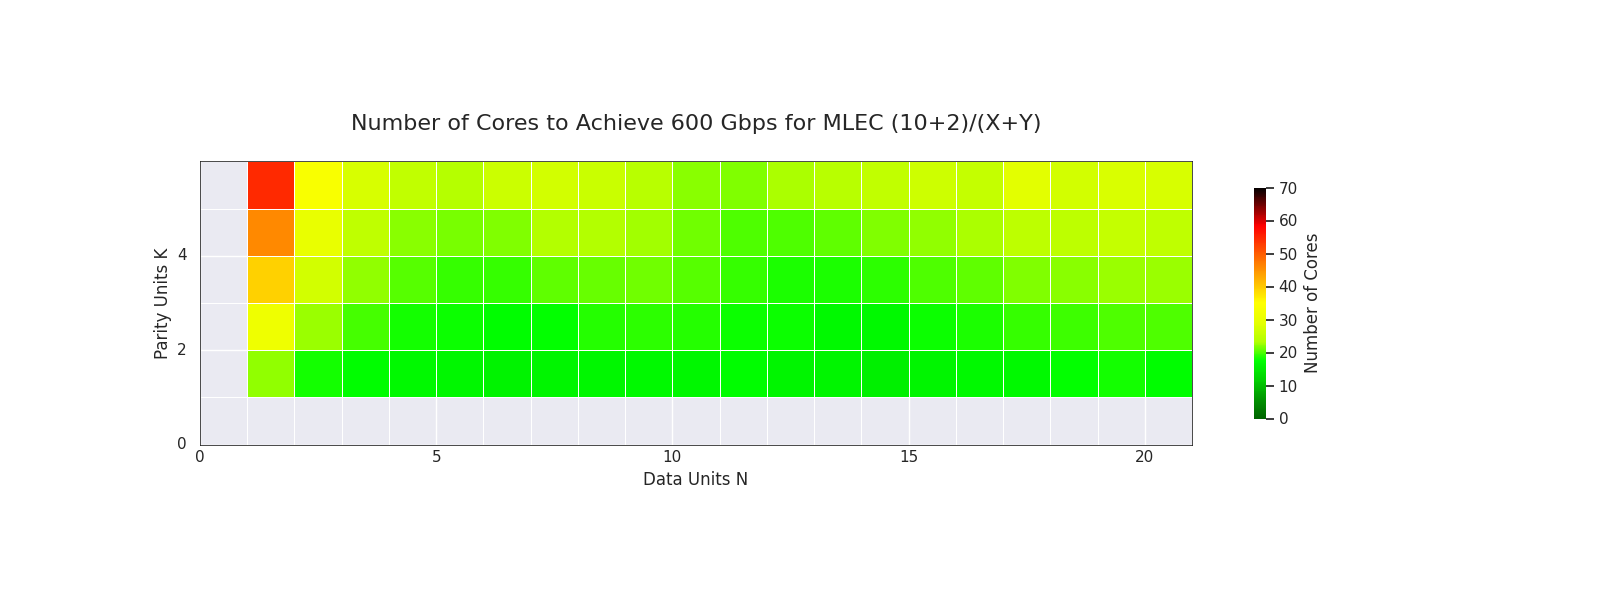 Number of Cores to Achieve 600 Gbps for MLEC (10+2)/(X+Y)
Parity Units K
4
2
0
0 5 10 15 20
Data Units N
70
60
50
40
30
20
10
0
Number of Cores